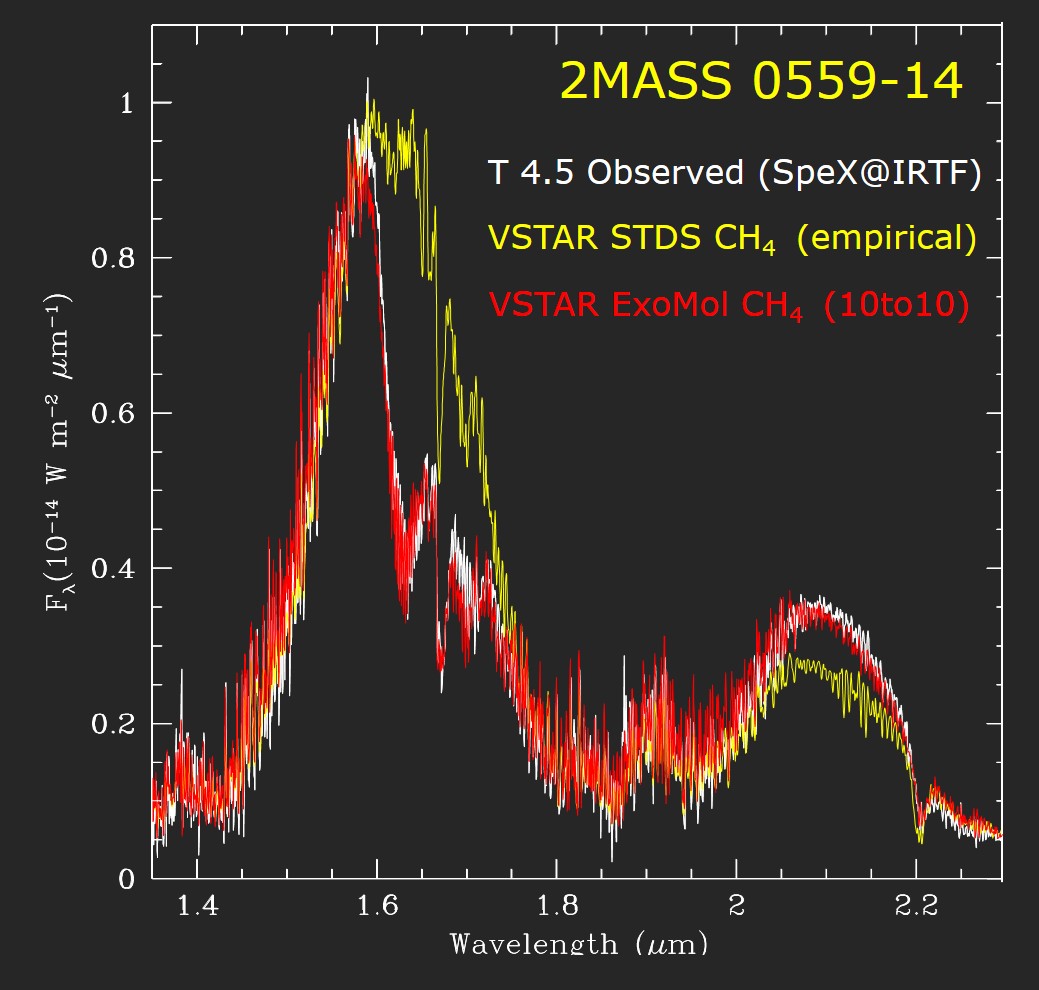 2MASS 0559-14
T 4.5 Observed (SpeX@IRTF)
VSTAR STDS CH₄ (empirical)
VSTAR ExoMol CH₄ (10to10)
1
0.8
0.6
0.4
0.2
0
F_λ(10⁻¹⁴ W m⁻² μm⁻¹)
1.4 1.6 1.8 2 2.2
Wavelength (μm)